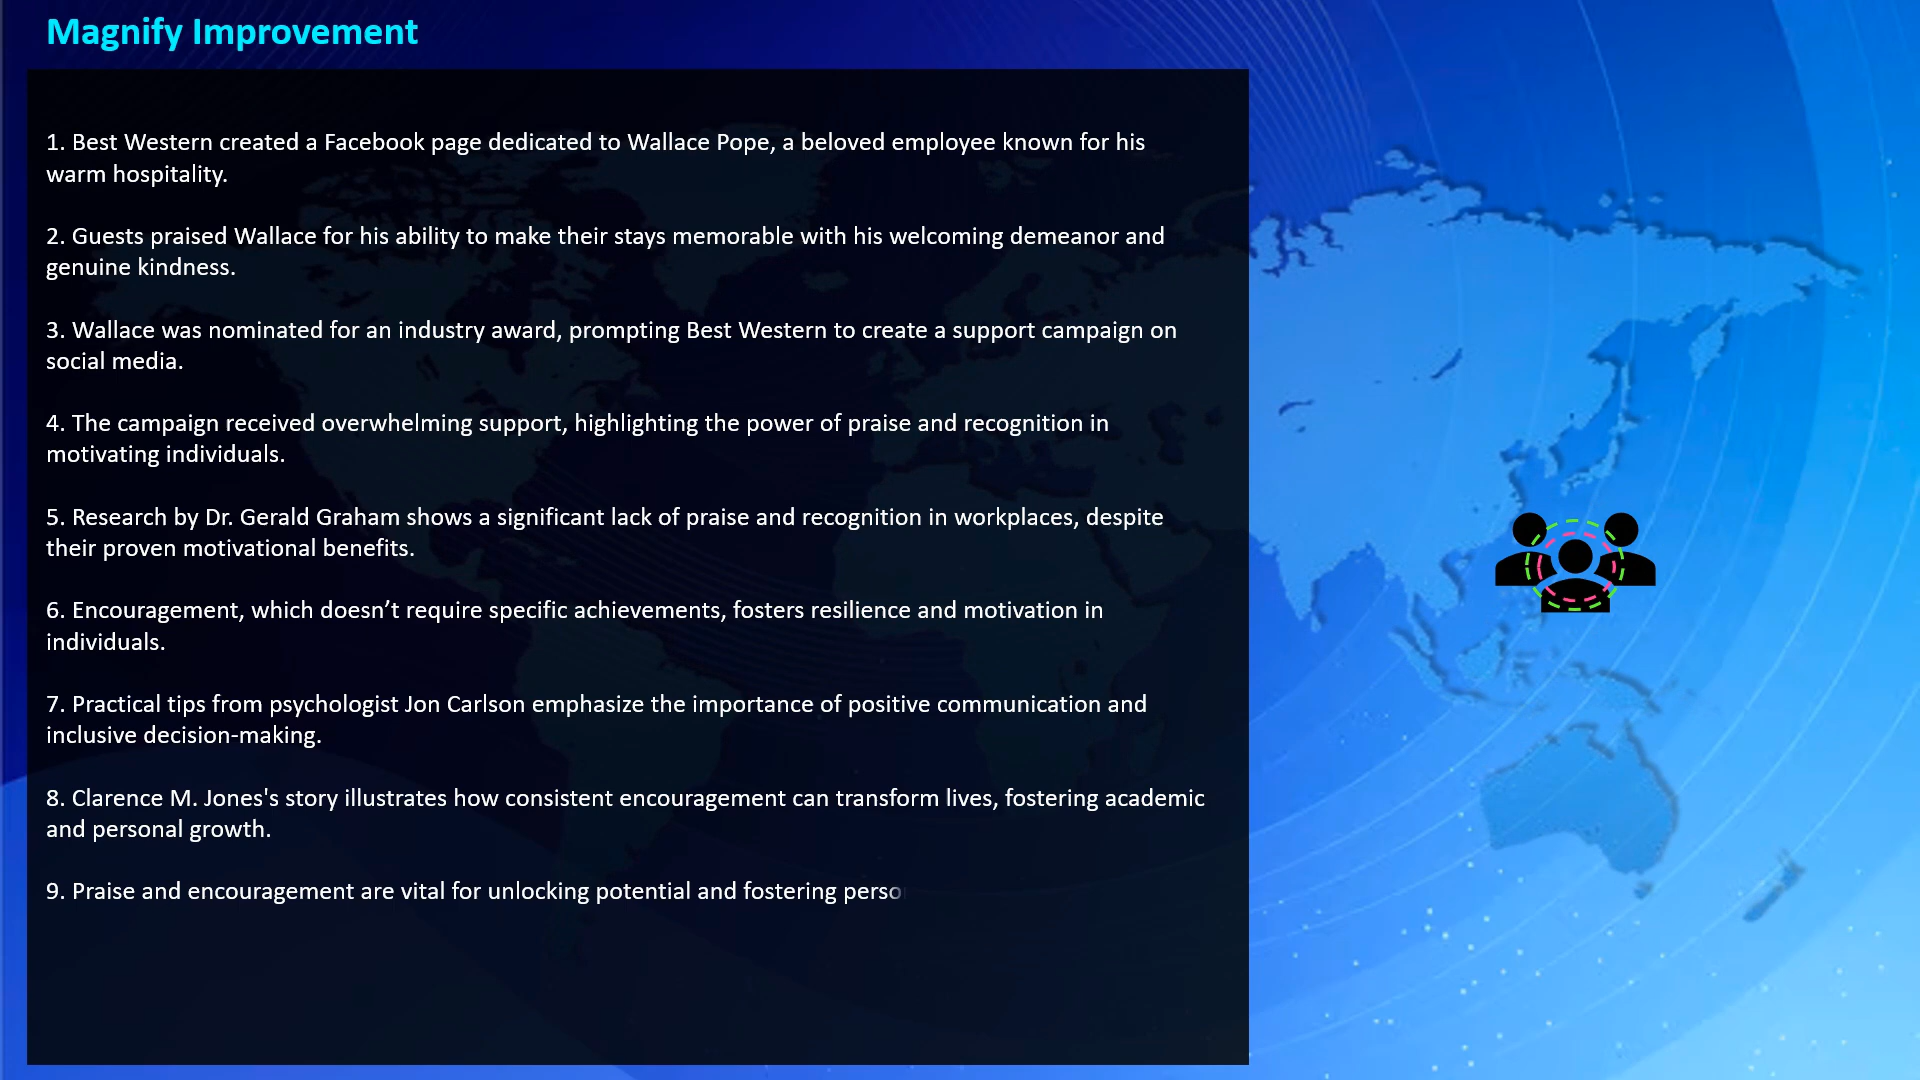 Magnify Improvement
1. Best Western created a Facebook page dedicated to Wallace Pope, a beloved employee known for his
warm hospitality.
2. Guests praised Wallace for his ability to make their stays memorable with his welcoming demeanor and
genuine kindness.
3. Wallace was nominated for an industry award, prompting Best Western to create a support campaign on
social media.
4. The campaign received overwhelming support, highlighting the power of praise and recognition in
motivating individuals.
5. Research by Dr. Gerald Graham shows a significant lack of praise and recognition in workplaces, despite
their proven motivational benefits.
6. Encouragement, which doesn’t require specific achievements, fosters resilience and motivation in
individuals.
7. Practical tips from psychologist Jon Carlson emphasize the importance of positive communication and
inclusive decision-making.
8. Clarence M. Jones's story illustrates how consistent encouragement can transform lives, fostering academic
and personal growth.
9. Praise and encouragement are vital for unlocking potential and fostering perso